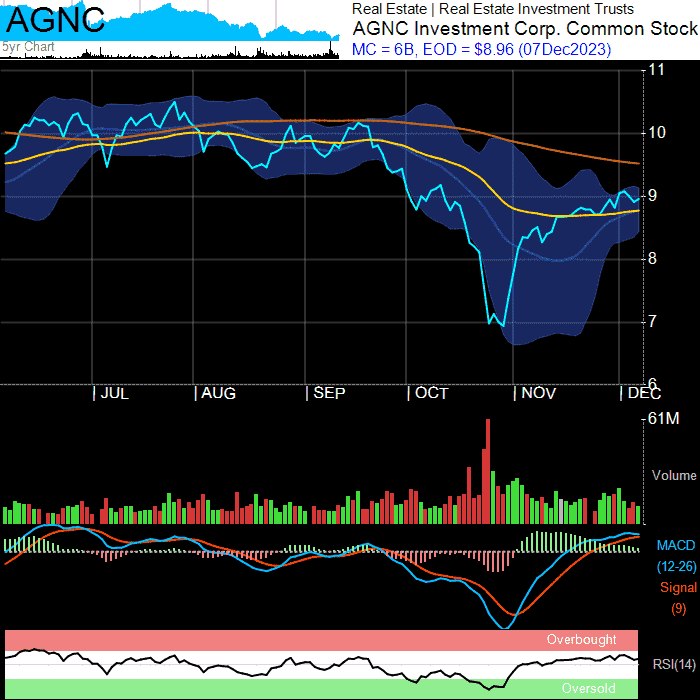 AGNC
5yr Chart
Real Estate | Real Estate Investment Trusts
AGNC Investment Corp. Common Stock
MC = 6B, EOD = $8.96 (07Dec2023)
11
10
9
8
7
6
| JUL | AUG | SEP | OCT | NOV | DEC
61M
Volume
MACD
(12-26)
Signal
(9)
Overbought
RSI(14)
Oversold